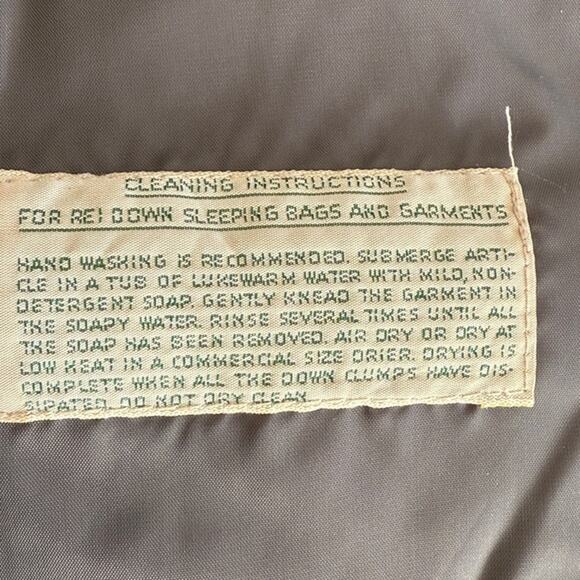 CLEANING INSTRUCTIONS
FOR REI DOWN SLEEPING BAGS AND GARMENTS
HAND WASHING IS RECOMMENDED. SUBMERGE ARTI-
CLE IN A TUB OF LUKEWARM WATER WITH MILD, NON-
DETERGENT SOAP. GENTLY KNEAD THE GARMENT IN
THE SOAPY WATER. RINSE SEVERAL TIMES UNTIL ALL
THE SOAP HAS BEEN REMOVED. AIR DRY OR DRY AT
LOW HEAT IN A COMMERCIAL SIZE DRIER. DRYING IS
COMPLETE WHEN ALL THE DOWN CLUMPS HAVE DIS-
SIPATED. DO NOT DRY CLEAN.